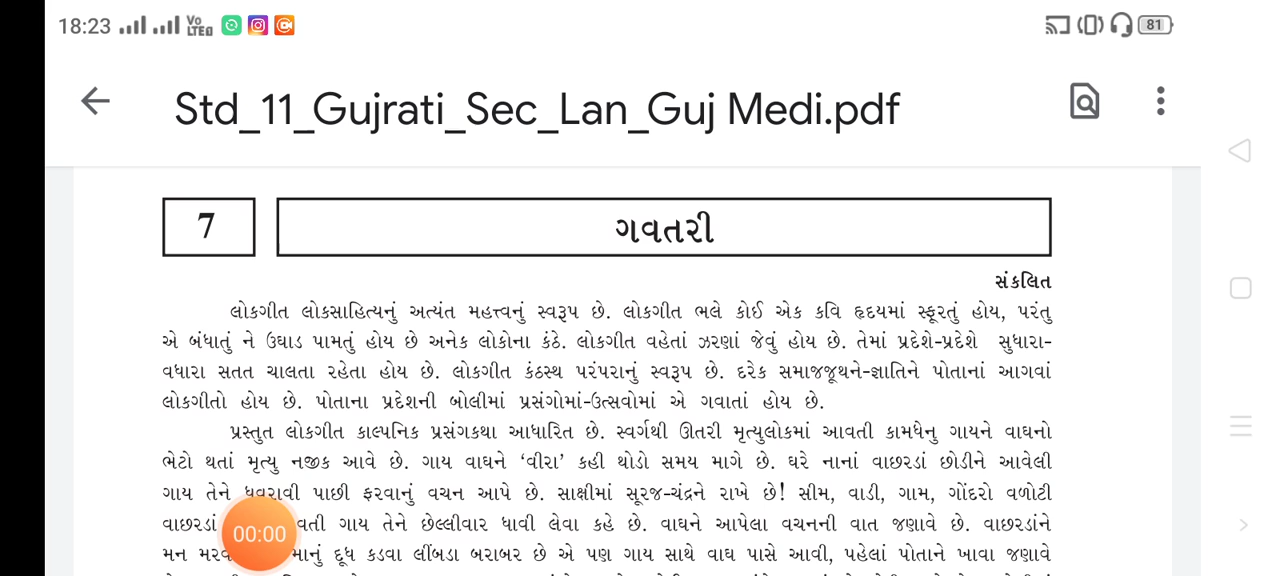 18:23 Vo LTE 81
Std_11_Gujrati_Sec_Lan_Guj Medi.pdf
7 ગવતરી
સંકલિત
લોકગીત લોકસાહિત્યનું અત્યંત મહત્ત્વનું સ્વરૂપ છે. લોકગીત ભલે કોઈ એક કવિ હૃદયમાં સ્ફૂરતું હોય, પરંતુ
એ બંધાતું ને ઉઘાડ પામતું હોય છે અનેક લોકોના કંઠે. લોકગીત વહેતાં ઝરણાં જેવું હોય છે. તેમાં પ્રદેશે-પ્રદેશે સુધારા-
વધારા સતત ચાલતા રહેતા હોય છે. લોકગીત કંઠસ્થ પરંપરાનું સ્વરૂપ છે. દરેક સમાજજૂથને-જ્ઞાતિને પોતાનાં આગવાં
લોકગીતો હોય છે. પોતાના પ્રદેશની બોલીમાં પ્રસંગોમાં-ઉત્સવોમાં એ ગવાતાં હોય છે.
પ્રસ્તુત લોકગીત કાલ્પનિક પ્રસંગકથા આધારિત છે. સ્વર્ગથી ઊતરી મૃત્યુલોકમાં આવતી કામધેનુ ગાયને વાઘનો
ભેટો થતાં મૃત્યુ નજીક આવે છે. ગાય વાઘને ‘વીરા’ કહી થોડો સમય માગે છે. ઘરે નાનાં વાછરડાં છોડીને આવેલી
ગાય તેને ધવરાવી પાછી ફરવાનું વચન આપે છે. સાક્ષીમાં સૂરજ-ચંદ્રને રાખે છે! સીમ, વાડી, ગામ, ગોંદરો વળોટી
વાછરડાં વતી ગાય તેને છેલ્લીવાર ધાવી લેવા કહે છે. વાઘને આપેલા વચનની વાત જણાવે છે. વાછરડાંને
00:00
મન માનું દૂધ કડવા લીંબડા બરાબર છે એ પણ ગાય સાથે વાઘ પાસે આવી, પહેલાં પોતાને ખાવા જણાવે